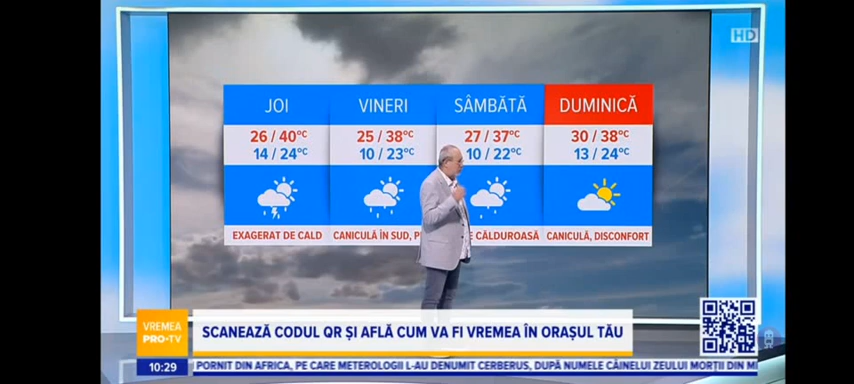 HD
JOI
VINERI
SÂMBĂTĂ
DUMINICĂ
26 / 40°C
25 / 38°C
27 / 37°C
30 / 38°C
14 / 24°C
10 / 23°C
10 / 22°C
13 / 24°C
EXAGERAT DE CALD
CANICULĂ ÎN SUD,
CĂLDUROASĂ
CANICULĂ, DISCONFORT
VREMEA
PRO•TV
SCANEAZĂ CODUL QR ȘI AFLĂ CUM VA FI VREMEA ÎN ORAȘUL TĂU
10:29
PORNIT DIN AFRICA, PE CARE METEROLOGII L-AU DENUMIT CERBERUS, DUPĂ NUMELE CÂINELUI ZEULUI MORȚII DIN